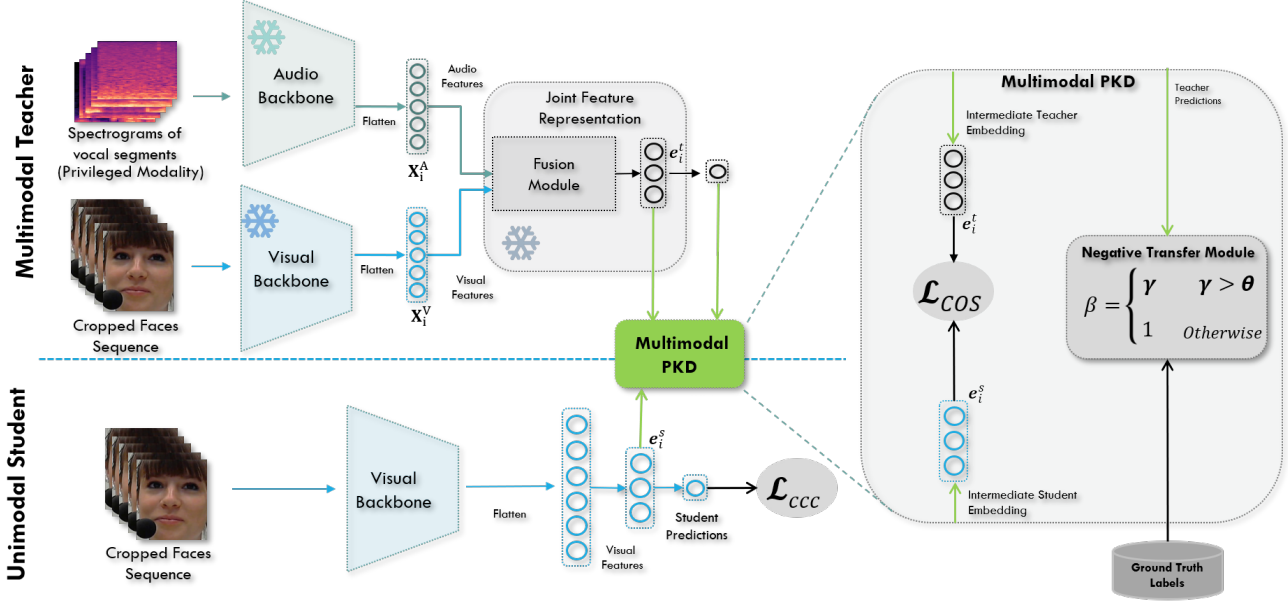 Multimodal Teacher
Spectrograms of
vocal segments
(Privileged Modality)
Audio
Backbone
Flatten
Audio
Features
X_i^A
Cropped Faces
Sequence
Visual
Backbone
Flatten
Visual
Features
X_i^V
Joint Feature
Representation
Fusion
Module
e_i^t
Multimodal
PKD
Unimodal Student
Cropped Faces
Sequence
Visual
Backbone
Flatten
Visual
Features
e_i^s
Student
Predictions
ℒ_CCC
Multimodal PKD
Intermediate Teacher
Embedding
e_i^t
ℒ_COS
e_i^s
Intermediate Student
Embedding
Teacher
Predictions
Negative Transfer Module
β = { γ γ > θ
1 Otherwise
Ground Truth
Labels